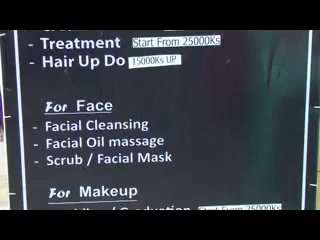 - Treatment Start From 25000Ks
- Hair Up Do 15000Ks UP
For Face
- Facial Cleansing
- Facial Oil massage
- Scrub / Facial Mask
For Makeup